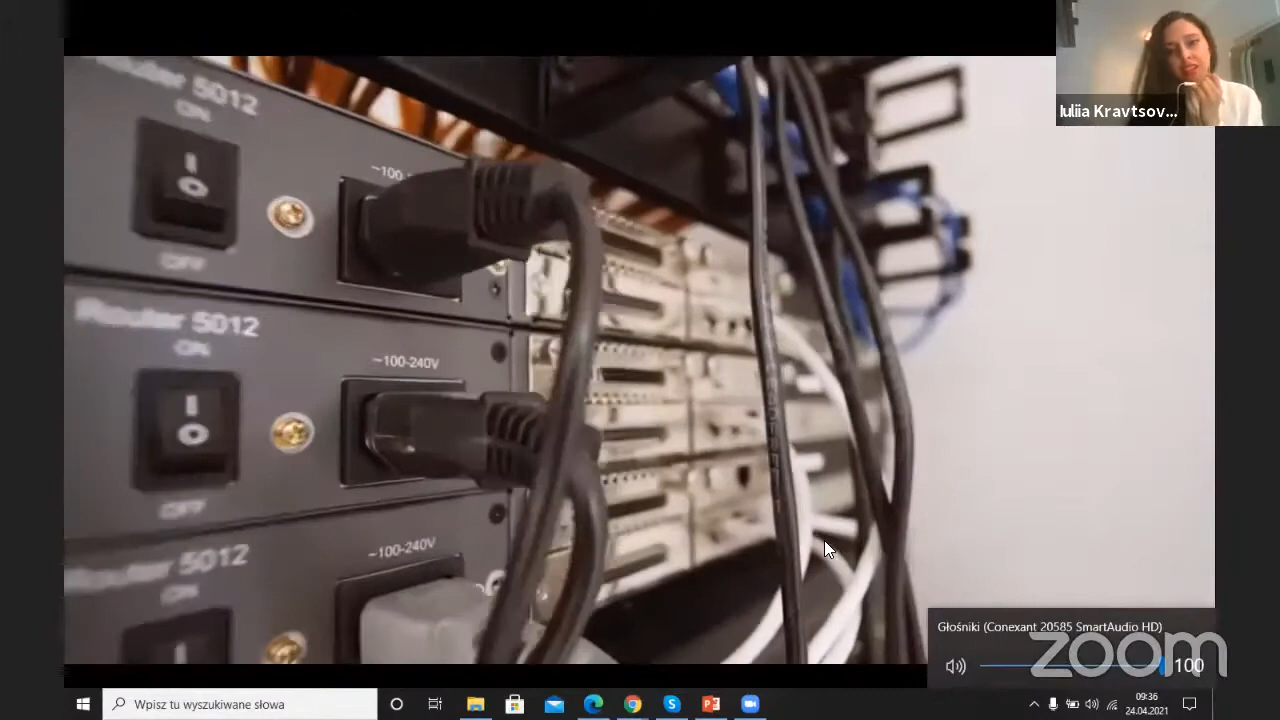 Iuliia Kravtsov...
Router 5012
ON
OFF
~100-
Router 5012
ON
OFF
~100-240V
Router 5012
ON
~100-240V
Głośniki (Conexant 20585 SmartAudio HD)
100
zoom
Wpisz tu wyszukiwane słowa
09:36
24.04.2021